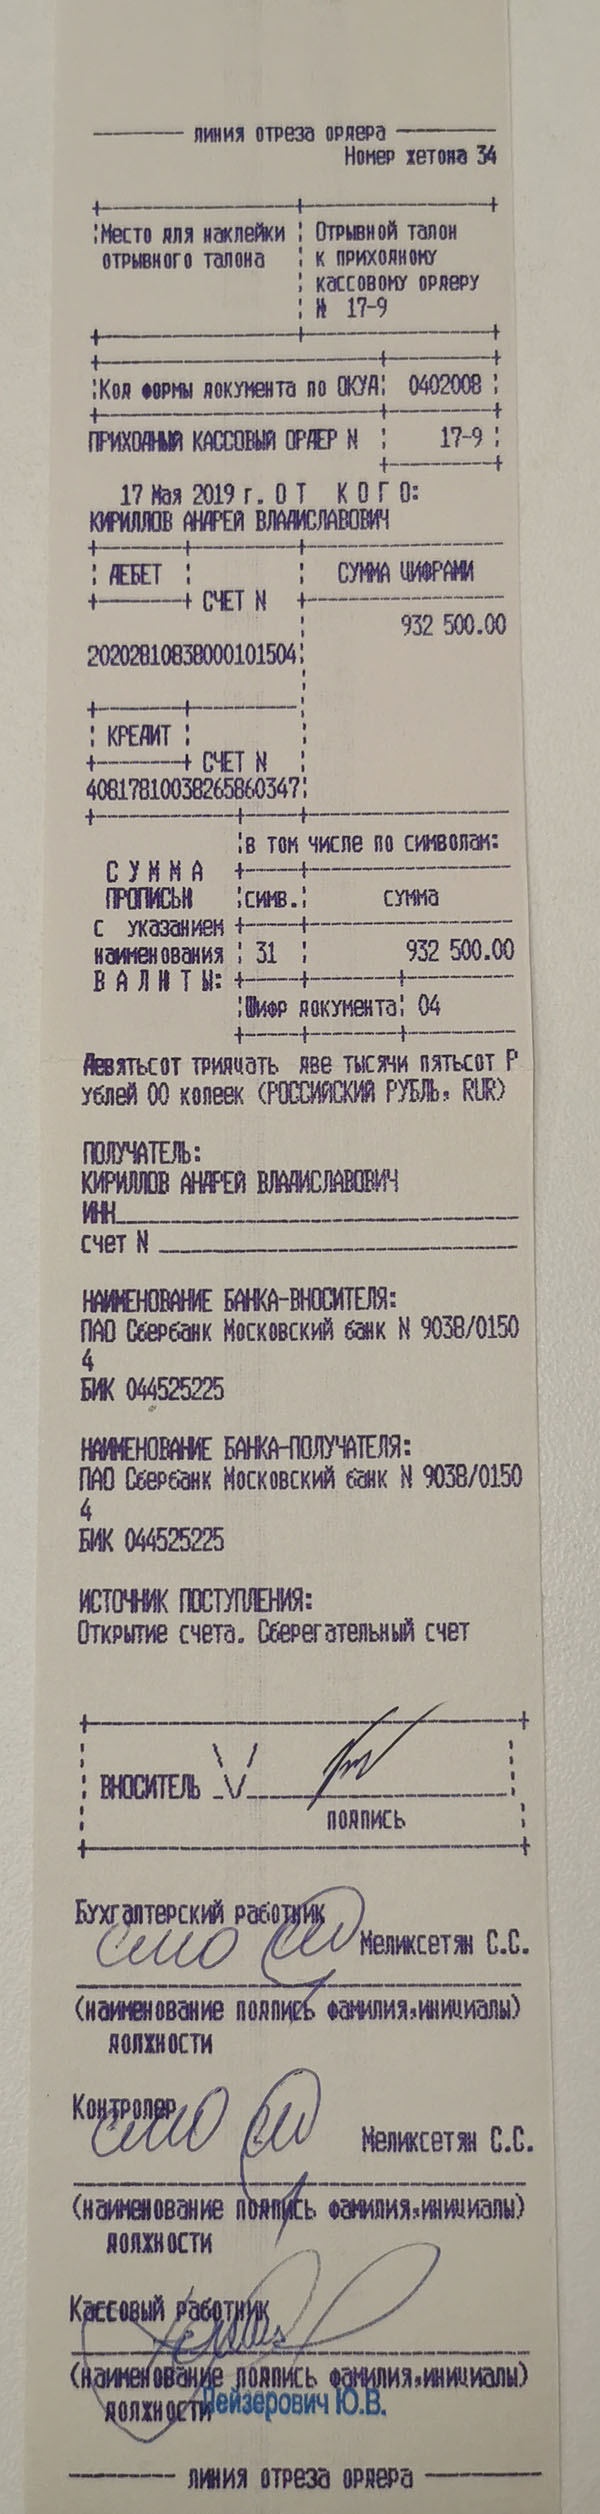 линия отреза ордера
Номер жетона 34
Место для наклейки
отрывного талона
Отрывной талон
к приходному
кассовому ордеру
№ 17-9
Код формы документа по ОКУД 0402008
ПРИХОДНЫЙ КАССОВЫЙ ОРДЕР N 17-9
17 Мая 2019 г. О Т К О Г О:
КИРИЛЛОВ АНДРЕЙ ВЛАДИСЛАВОВИЧ
ДЕБЕТ СУММА ЦИФРАМИ
СЧЕТ N
932 500.00
20202810838000101504
КРЕДИТ
СЧЕТ N
40817810038265860347
в том числе по символам:
С У М М А
ПРОПИСЬЮ симв. сумма
с указанием
наименования 31 932 500.00
В А Л Ю Т Ы:
Шифр документа 04
Девятьсот тридцать две тысячи пятьсот Р
ублей 00 копеек (РОССИЙСКИЙ РУБЛЬ, RUR)
ПОЛУЧАТЕЛЬ:
КИРИЛЛОВ АНДРЕЙ ВЛАДИСЛАВОВИЧ
ИНН
счет N
НАИМЕНОВАНИЕ БАНКА-ВНОСИТЕЛЯ:
ПАО Сбербанк Московский банк N 9038/0150
4
БИК 044525225
НАИМЕНОВАНИЕ БАНКА-ПОЛУЧАТЕЛЯ:
ПАО Сбербанк Московский банк N 9038/0150
4
БИК 044525225
ИСТОЧНИК ПОСТУПЛЕНИЯ:
Открытие счета. Сберегательный счет
ВНОСИТЕЛЬ
подпись
Бухгалтерский работник
Меликсетян С.С.
(наименование подпись фамилия,инициалы)
должности
Контролер
Меликсетян С.С.
(наименование подпись фамилия,инициалы)
должности
Кассовый работник
(наименование подпись фамилия,инициалы)
должности Лейзерович Ю.В.
линия отреза ордера